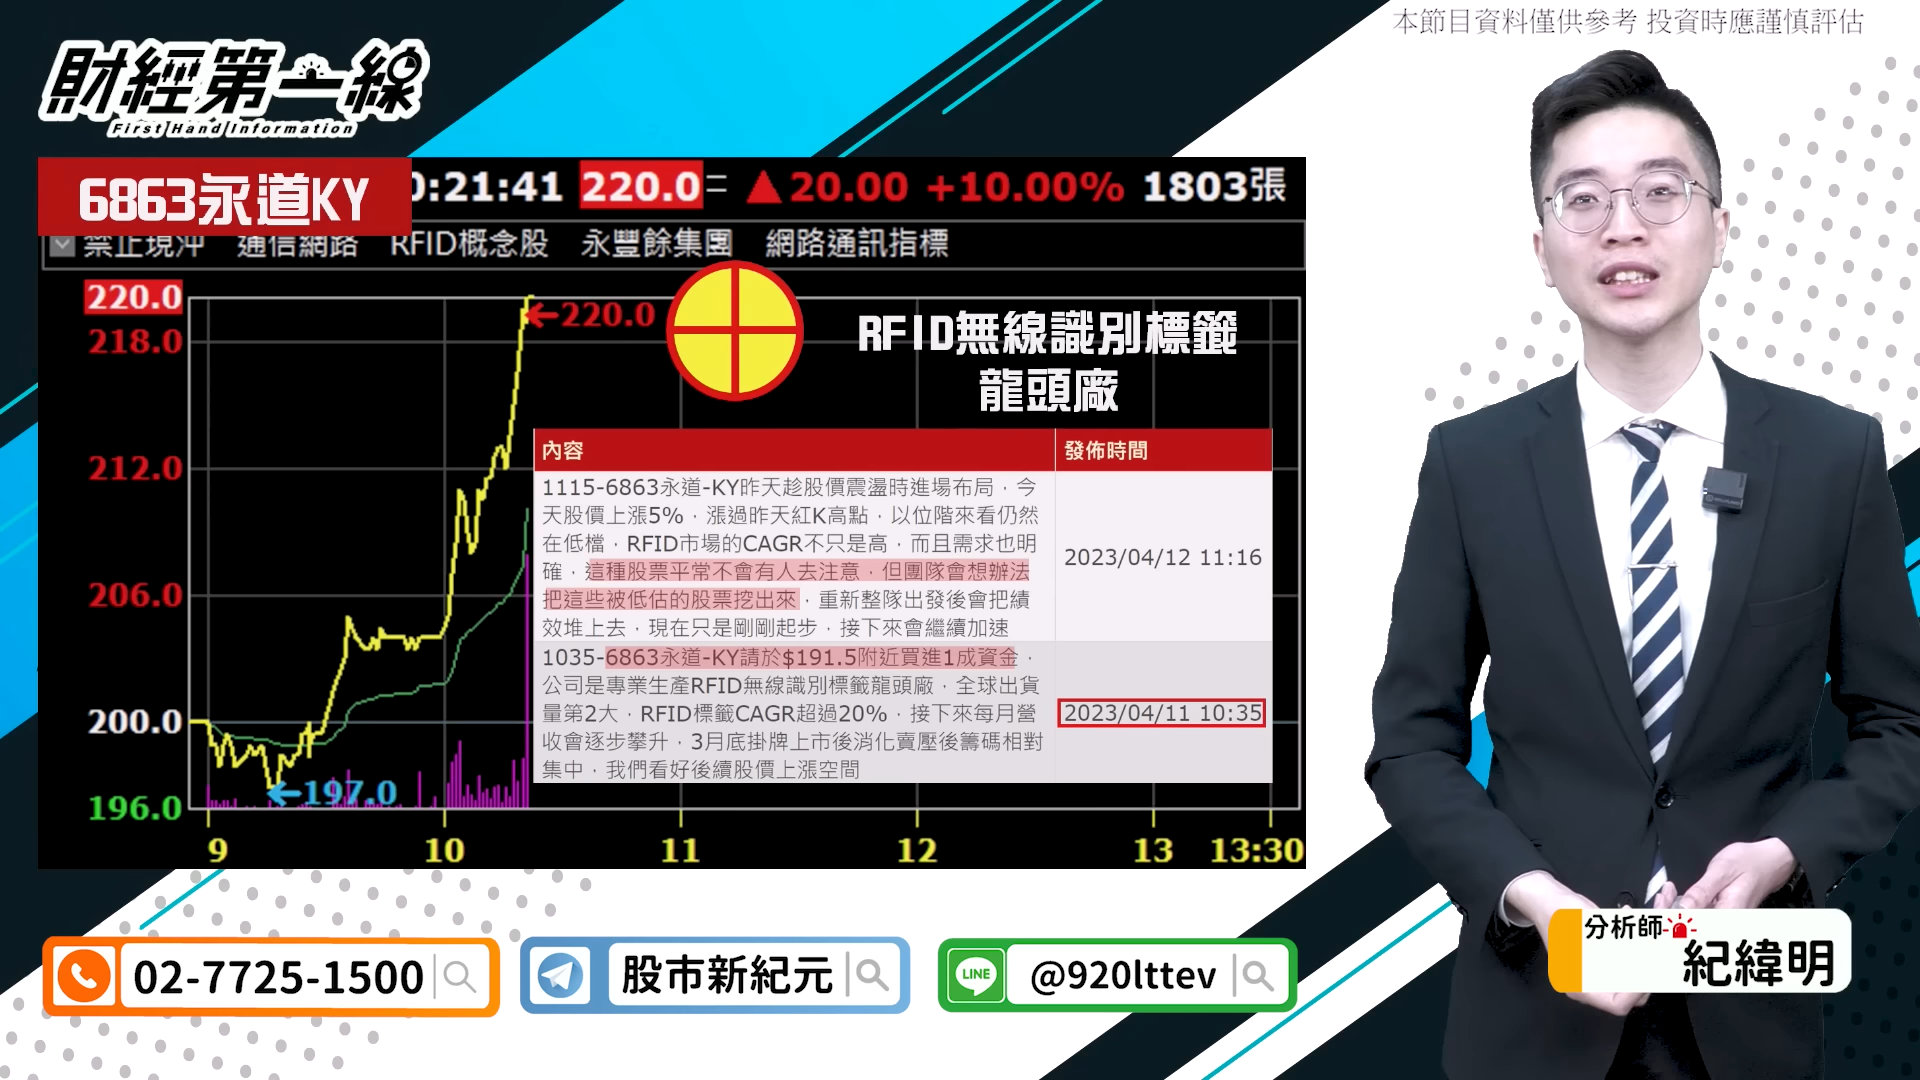 本節目資料僅供參考 投資時應謹慎評估
財經第一線
First Hand Information
6863永道KY
0:21:41 220.0= ▲20.00 +10.00% 1803張
禁止現沖 通信網路 RFID概念股 永豐餘集團 網路通訊指標
220.0
←220.0
218.0
RFID無線識別標籤
龍頭廠
212.0
206.0
200.0
←197.0
196.0
9 10 11 12 13 13:30
內容 發佈時間
1115-6863永道-KY昨天趁股價震盪時進場布局，今
天股價上漲5%，漲過昨天紅K高點，以位階來看仍然
在低檔，RFID市場的CAGR不只是高，而且需求也明
確，這種股票平常不會有人去注意，但團隊會想辦法
把這些被低估的股票挖出來，重新整隊出發後會把績
效堆上去，現在只是剛剛起步，接下來會繼續加速
2023/04/12 11:16
1035-6863永道-KY請於$191.5附近買進1成資金，
公司是專業生產RFID無線識別標籤龍頭廠，全球出貨
量第2大，RFID標籤CAGR超過20%，接下來每月營
收會逐步攀升，3月底掛牌上市後消化賣壓後籌碼相對
集中，我們看好後續股價上漲空間
2023/04/11 10:35
分析師
紀緯明
02-7725-1500
股市新紀元
LINE
@920lttev